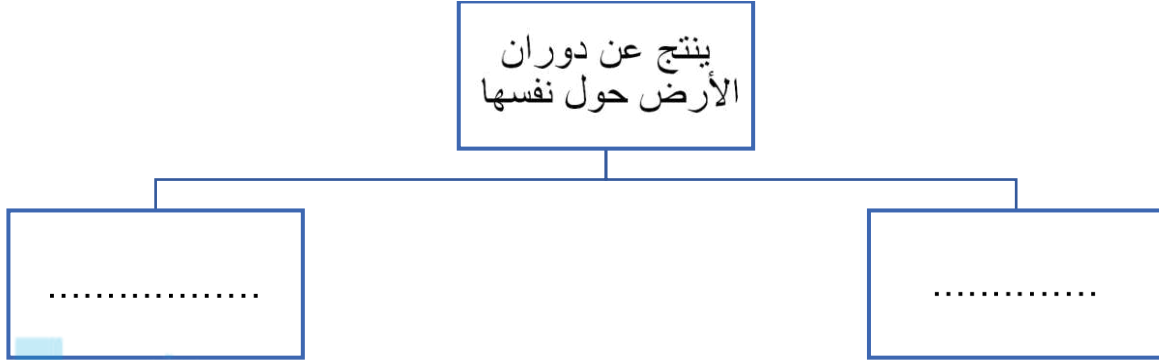 ينتج عن دوران
الأرض حول نفسها
..............
..................